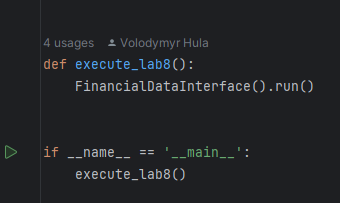 4 usages Volodymyr Hula
def execute_lab8():
    FinancialDataInterface().run()
if __name__ == '__main__':
    execute_lab8()